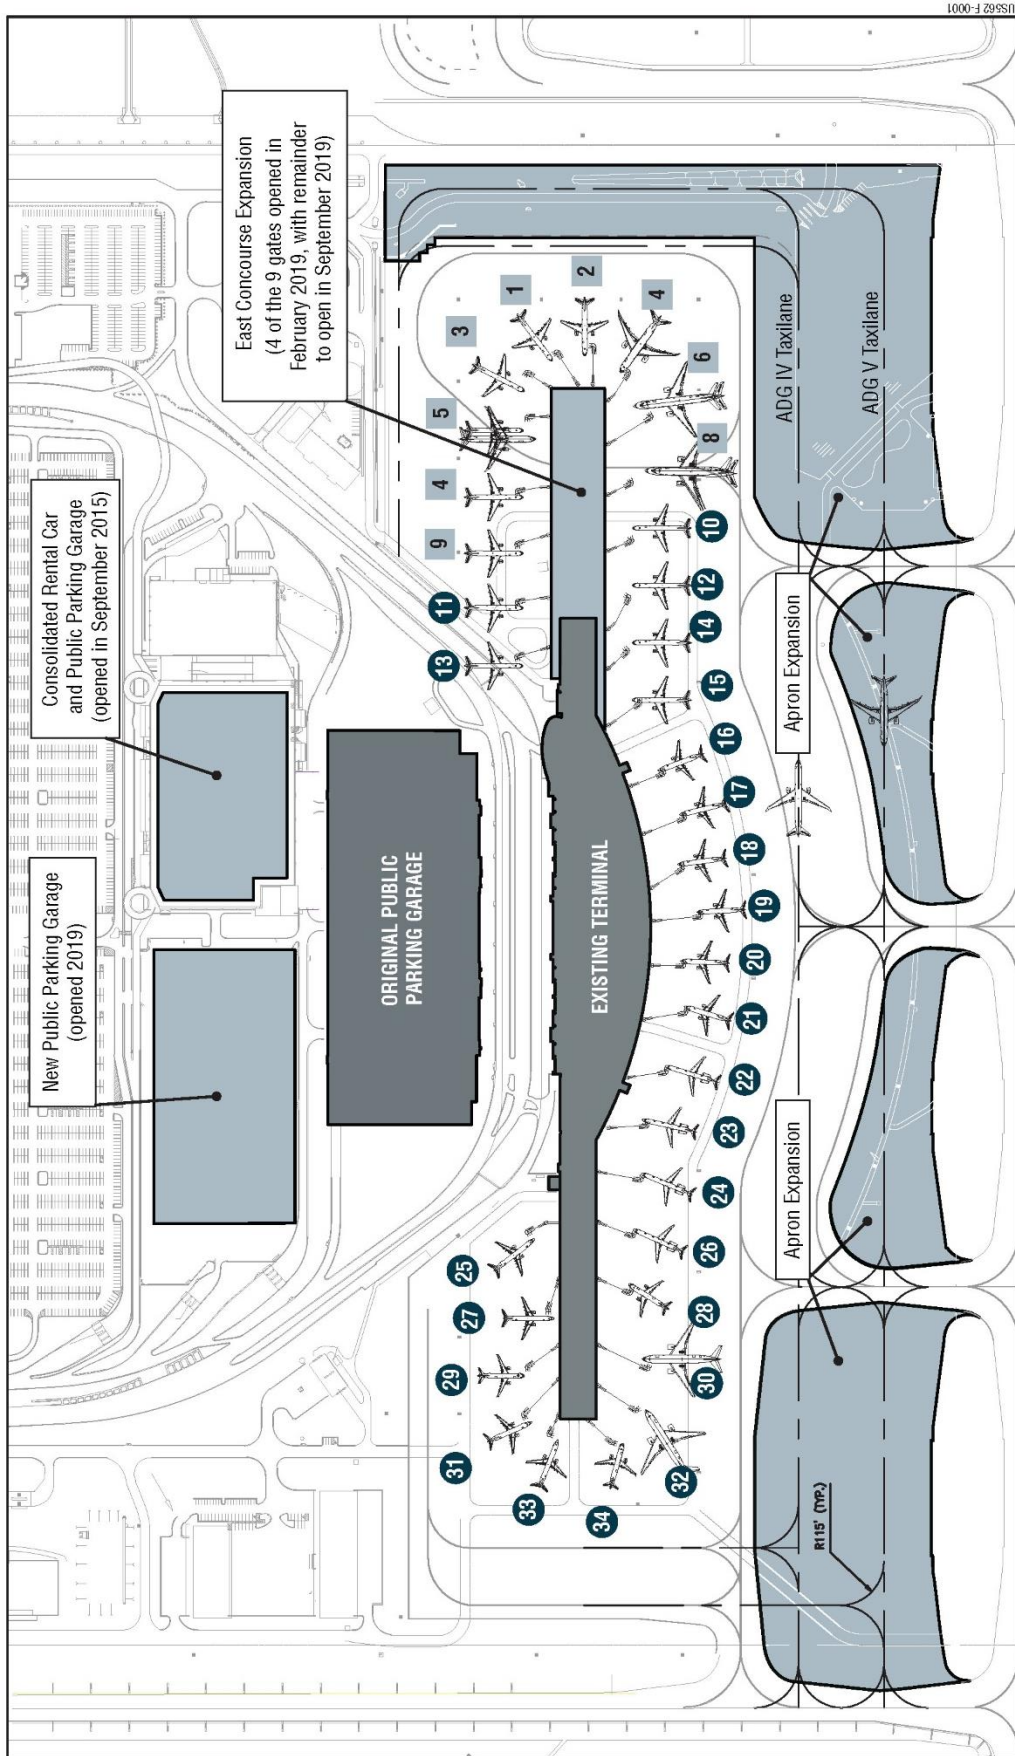 New Public Parking Garage
(opened 2019)
Consolidated Rental Car
and Public Parking Garage
(opened in September 2015)
East Concourse Expansion
(4 of the 9 gates opened in
February 2019, with remainder
to open in September 2019)
ORIGINAL PUBLIC
PARKING GARAGE
EXISTING TERMINAL
31
29
27
25
13
11
9
4
5
3
1
2
4
6
8
10
12
14
15
16
17
18
19
20
21
22
23
24
26
28
30
32
34
33
Apron Expansion
Apron Expansion
ADG IV Taxilane
ADG V Taxilane
R115' (TYP.)
US562 F-0001